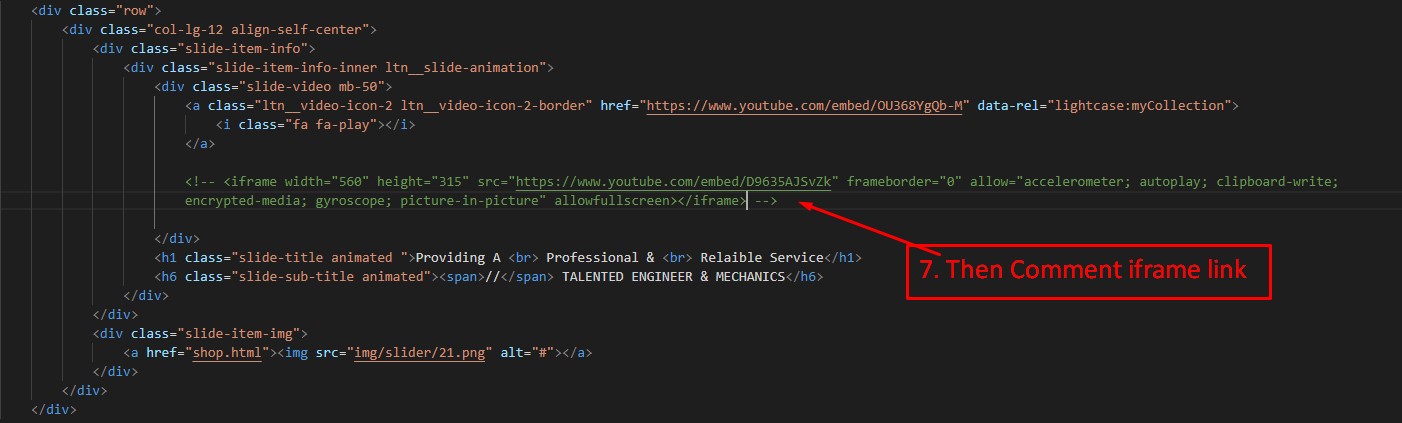 <div class="row">
<div class="col-lg-12 align-self-center">
<div class="slide-item-info">
<div class="slide-item-info-inner ltn__slide-animation">
<div class="slide-video mb-50">
<a class="ltn__video-icon-2 ltn__video-icon-2-border" href="https://www.youtube.com/embed/OU368YgQb-M" data-rel="lightcase:myCollection">
<i class="fa fa-play"></i>
</a>
<!-- <iframe width="560" height="315" src="https://www.youtube.com/embed/D9635AJSvZk" frameborder="0" allow="accelerometer; autoplay; clipboard-write;
encrypted-media; gyroscope; picture-in-picture" allowfullscreen></iframe> -->
</div>
<h1 class="slide-title animated ">Providing A <br> Professional & <br> Relaible Service</h1>
7. Then Comment iframe link
<h6 class="slide-sub-title animated"><span>//</span> TALENTED ENGINEER & MECHANICS</h6>
</div>
</div>
<div class="slide-item-img">
<a href="shop.html"><img src="img/slider/21.png" alt="#"></a>
</div>
</div>
</div>